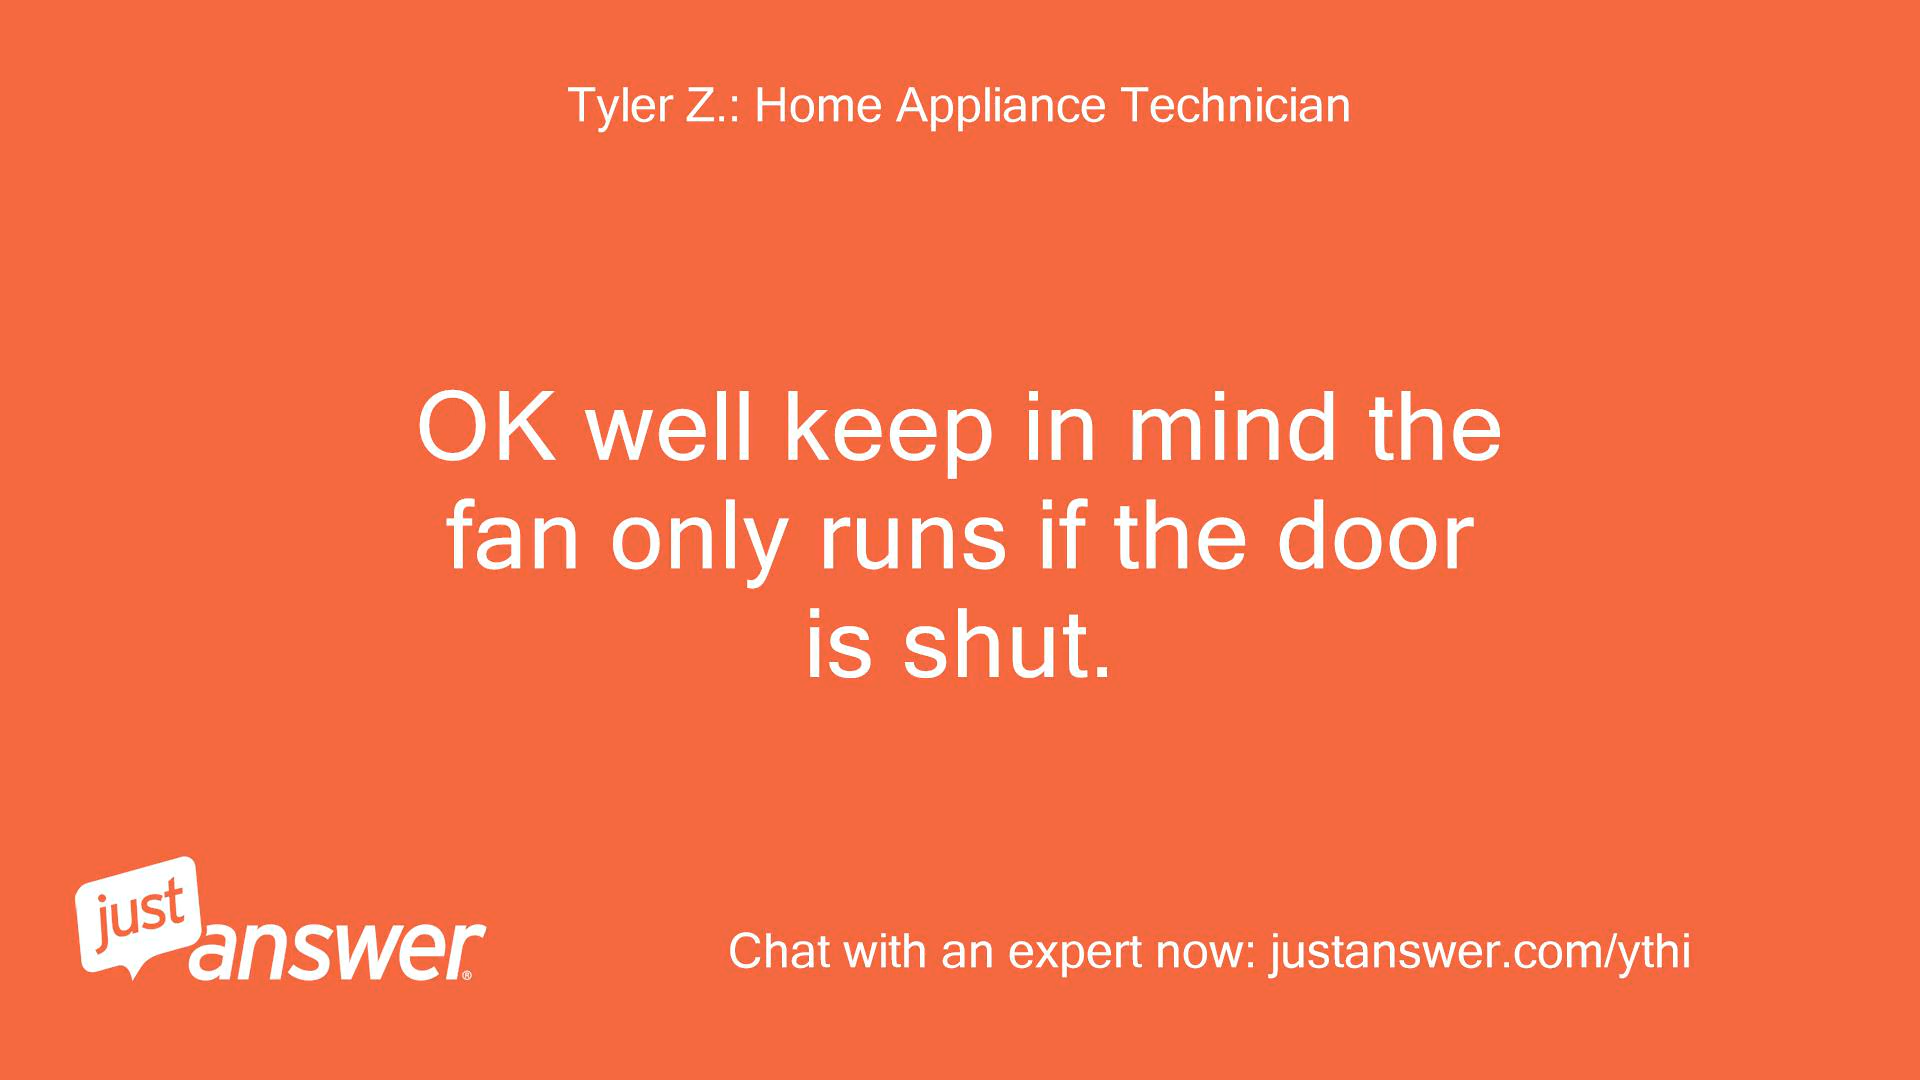 Tyler Z.: Home Appliance Technician
OK well keep in mind the
fan only runs if the door
is shut.
just
answer®
Chat with an expert now: justanswer.com/ythi